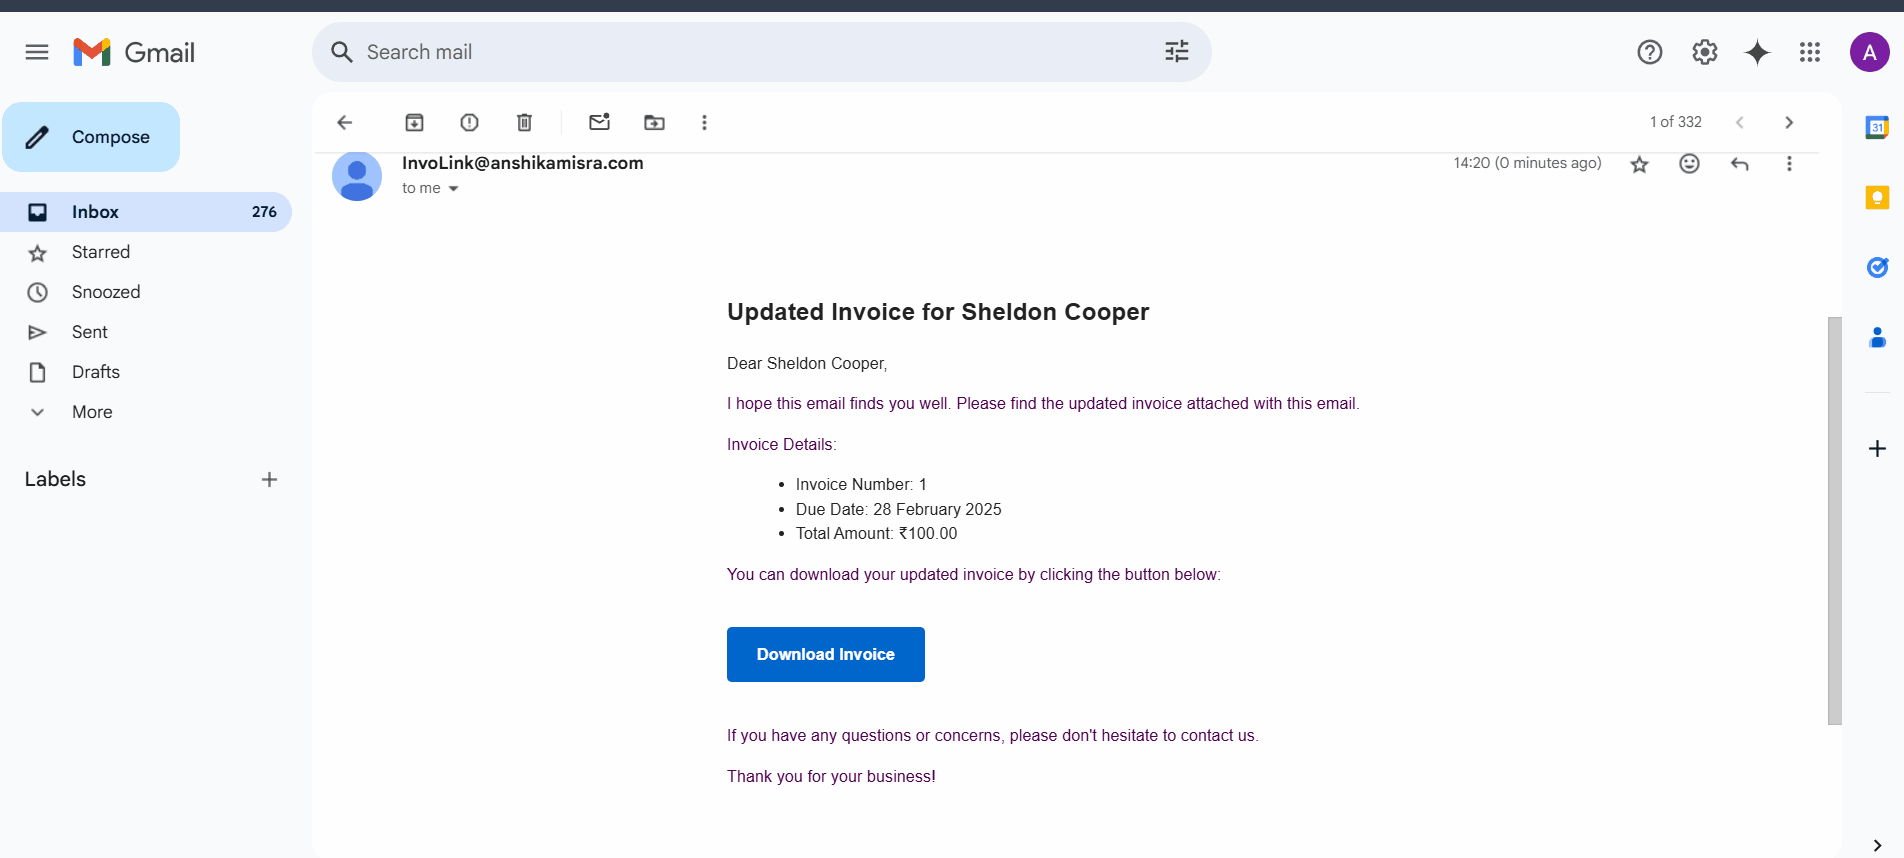 Gmail
Search mail
A
Compose
1 of 332
31
InvoLink@anshikamisra.com
14:20 (0 minutes ago)
to me
Inbox 276
Starred
Snoozed
Sent
Drafts
More
Labels
Updated Invoice for Sheldon Cooper
Dear Sheldon Cooper,
I hope this email finds you well. Please find the updated invoice attached with this email.
Invoice Details:
• Invoice Number: 1
• Due Date: 28 February 2025
• Total Amount: ₹100.00
You can download your updated invoice by clicking the button below:
Download Invoice
If you have any questions or concerns, please don't hesitate to contact us.
Thank you for your business!